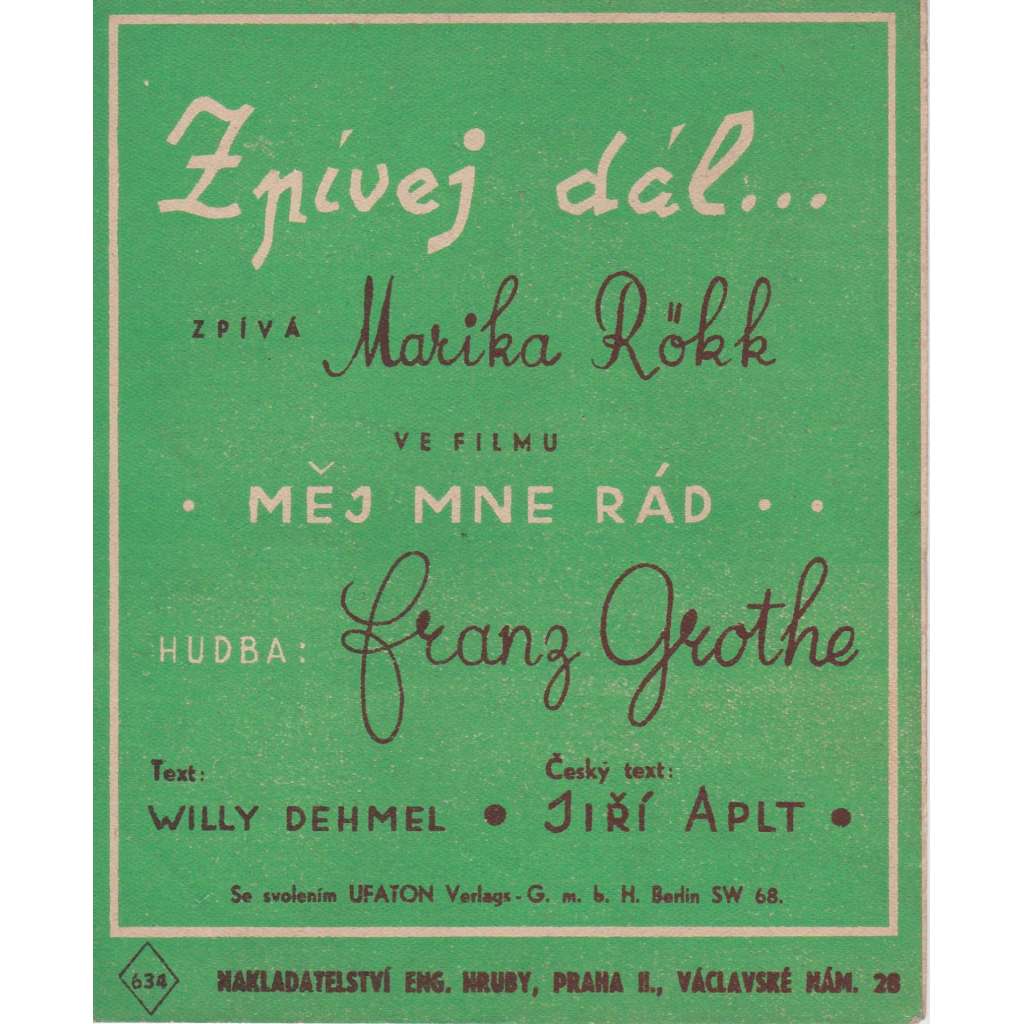 Zpívej dál...
ZPÍVÁ Marika Rökk
VE FILMU
• MĚJ MNE RÁD • •
HUDBA: Franz Grothe
Text: Český text:
WILLY DEHMEL • JIŘÍ APLT •
Se svolením UFATON Verlags-G. m. b. H. Berlin SW 68.
634 NAKLADATELSTVÍ ENG. HRUBY, PRAHA II., VÁCLAVSKÉ NÁM. 28